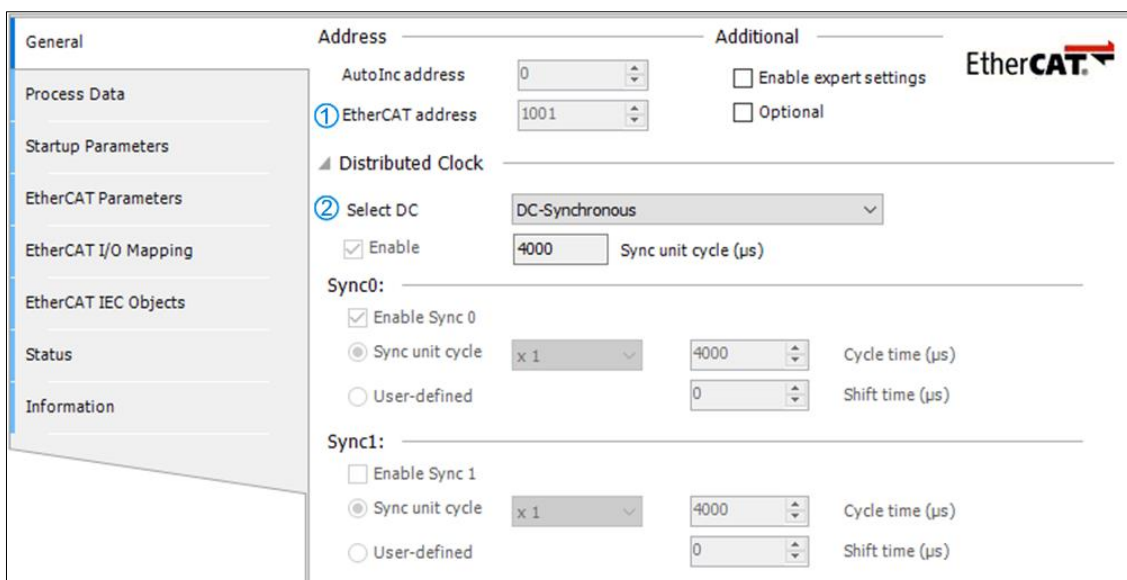 General
Process Data
Startup Parameters
EtherCAT Parameters
EtherCAT I/O Mapping
EtherCAT IEC Objects
Status
Information
Address
AutoInc address 0
① EtherCAT address 1001
Additional
Enable expert settings
Optional
EtherCAT®
Distributed Clock
② Select DC DC-Synchronous
Enable 4000 Sync unit cycle (µs)
Sync0:
Enable Sync 0
Sync unit cycle x 1 4000 Cycle time (µs)
User-defined 0 Shift time (µs)
Sync1:
Enable Sync 1
Sync unit cycle x 1 4000 Cycle time (µs)
User-defined 0 Shift time (µs)